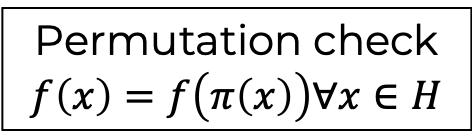 Permutation check
𝑓(𝑥) = 𝑓(𝜋(𝑥))∀𝑥 ∈ 𝐻